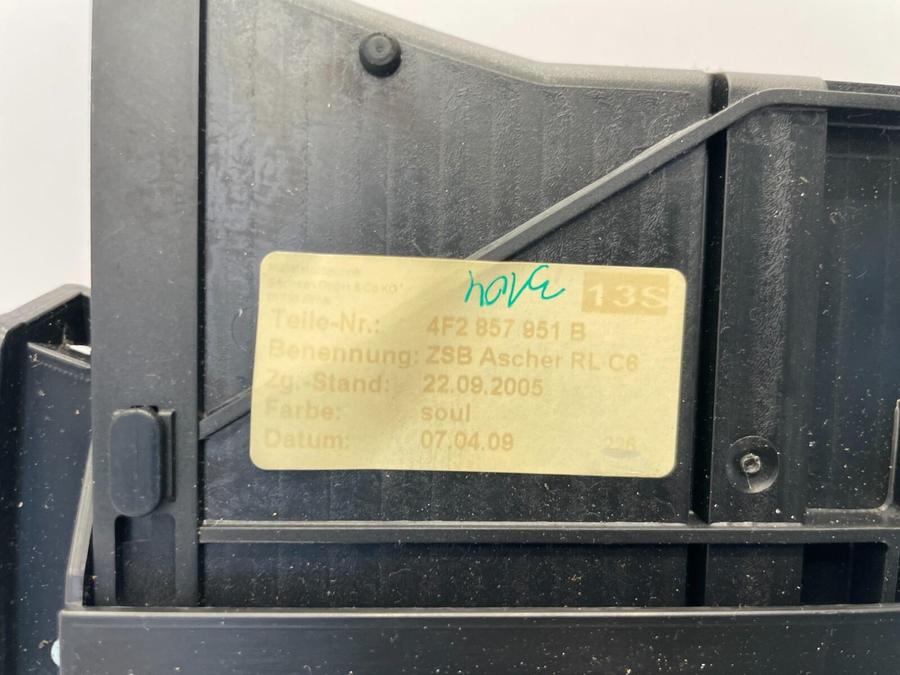 13S
Teile-Nr.: 4F2 857 951 B
Benennung: ZSB Ascher RL-C6
Zg.-Stand: 22.09.2005
Farbe: soul
Datum: 07.04.09 226